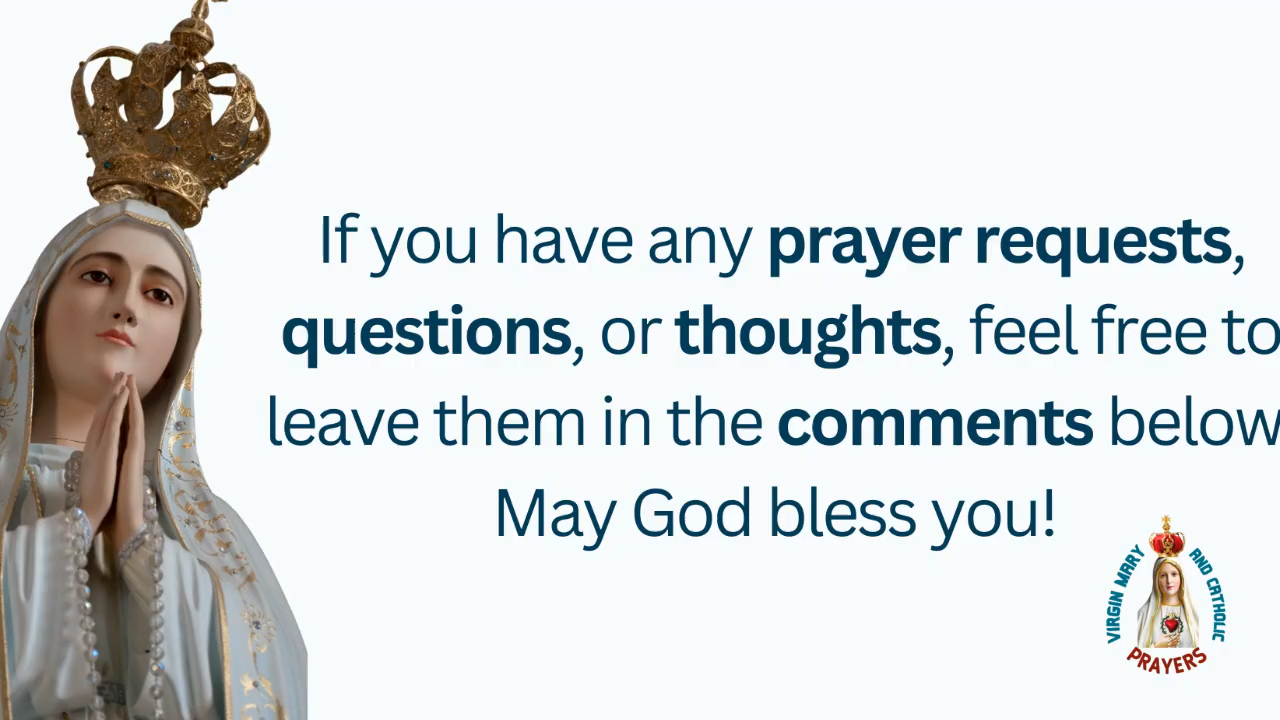 If you have any prayer requests,
questions, or thoughts, feel free to
leave them in the comments below
May God bless you!
VIRGIN MARY
AND CATHOLIC
PRAYERS